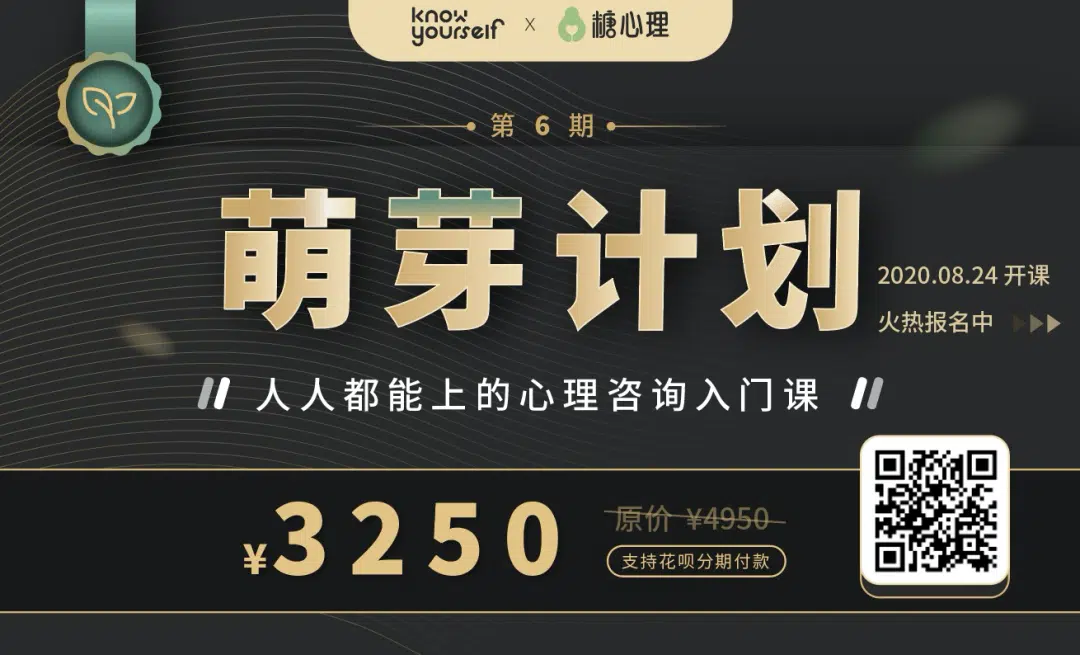 know yourself x 糖心理
第 6 期
萌芽计划
2020.08.24 开课
火热报名中
人人都能上的心理咨询入门课
¥3250
原价 ¥4950
支持花呗分期付款